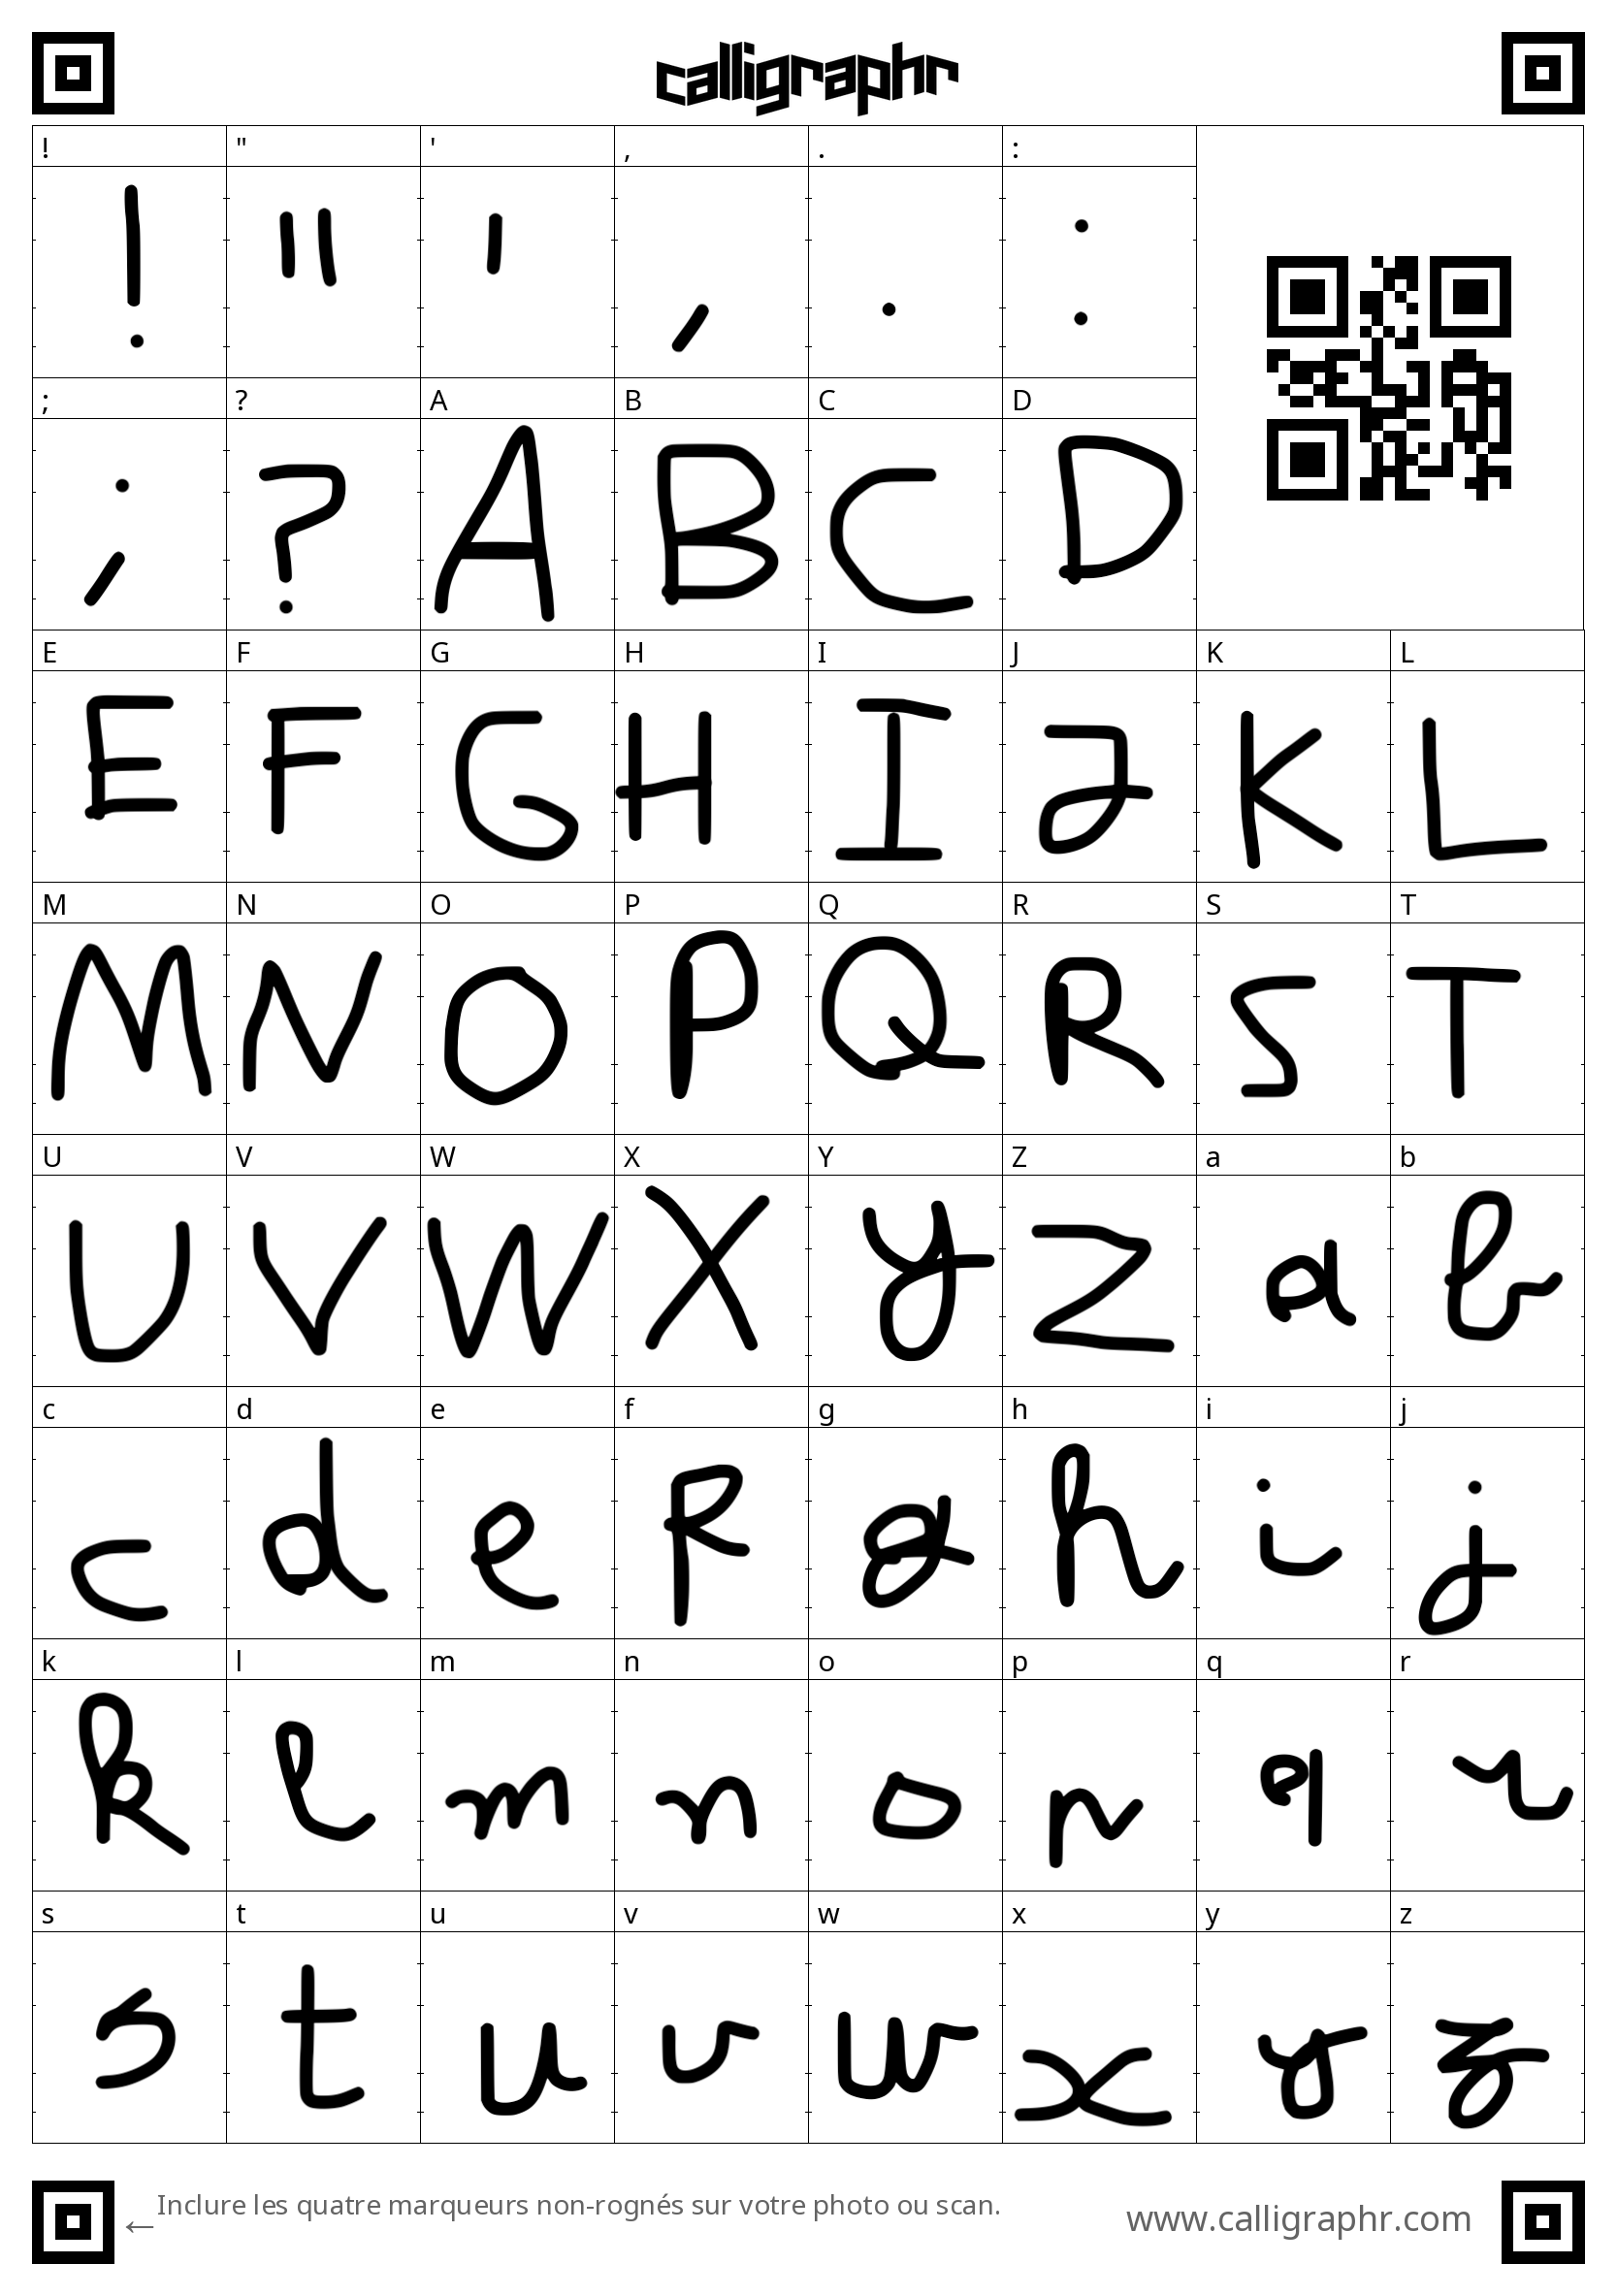 calligraphr
! " ' , . :
! " ' , . :
; ? A B C D
; ? A B C D
E F G H I J K L
E F G H I J K L
M N O P Q R S T
M N O P Q R S T
U V W X Y Z a b
U V W X Y Z a b
c d e f g h i j
c d e f g h i j
k l m n o p q r
k l m n o p q r
s t u v w x y z
s t u v w x y z
←Inclure les quatre marqueurs non-rognés sur votre photo ou scan.
www.calligraphr.com